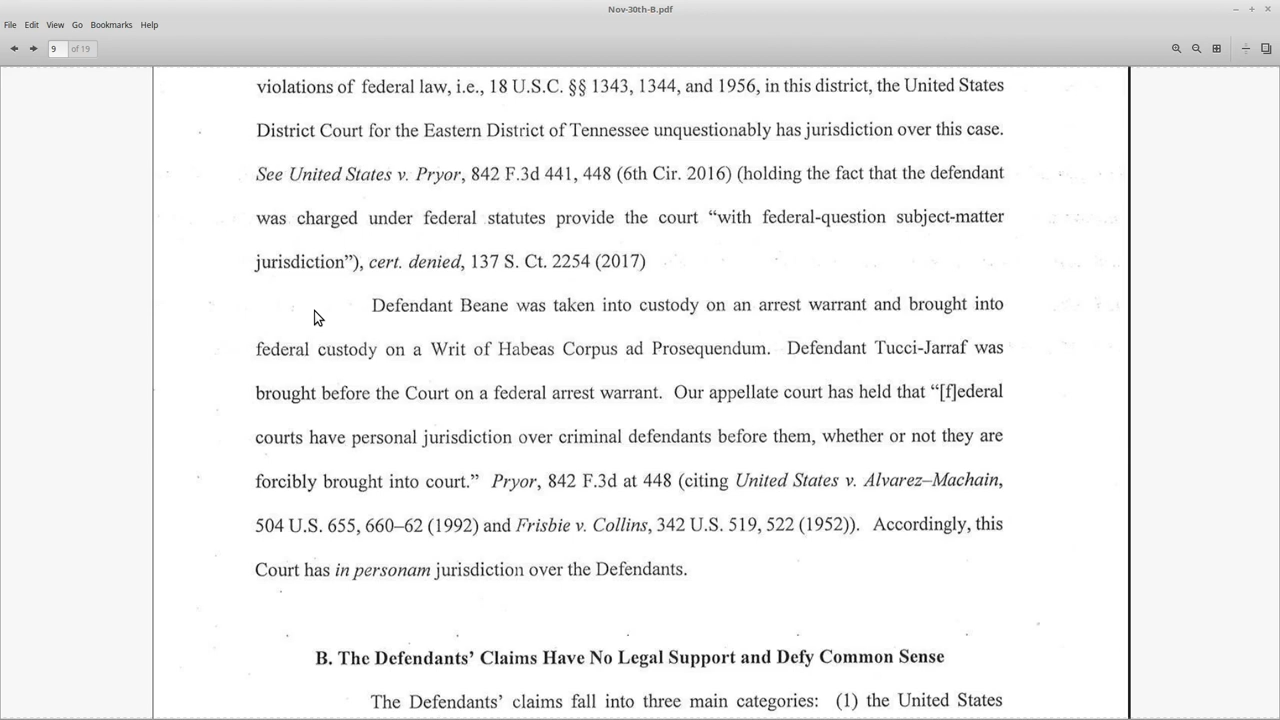 Nov-30th-B.pdf
File Edit View Go Bookmarks Help
9 of 19
violations of federal law, i.e., 18 U.S.C. §§ 1343, 1344, and 1956, in this district, the United States
District Court for the Eastern District of Tennessee unquestionably has jurisdiction over this case.
See United States v. Pryor, 842 F.3d 441, 448 (6th Cir. 2016) (holding the fact that the defendant
was charged under federal statutes provide the court “with federal-question subject-matter
jurisdiction”), cert. denied, 137 S. Ct. 2254 (2017)
Defendant Beane was taken into custody on an arrest warrant and brought into
federal custody on a Writ of Habeas Corpus ad Prosequendum. Defendant Tucci-Jarraf was
brought before the Court on a federal arrest warrant. Our appellate court has held that “[f]ederal
courts have personal jurisdiction over criminal defendants before them, whether or not they are
forcibly brought into court.” Pryor, 842 F.3d at 448 (citing United States v. Alvarez–Machain,
504 U.S. 655, 660–62 (1992) and Frisbie v. Collins, 342 U.S. 519, 522 (1952)). Accordingly, this
Court has in personam jurisdiction over the Defendants.
B. The Defendants’ Claims Have No Legal Support and Defy Common Sense
The Defendants’ claims fall into three main categories: (1) the United States